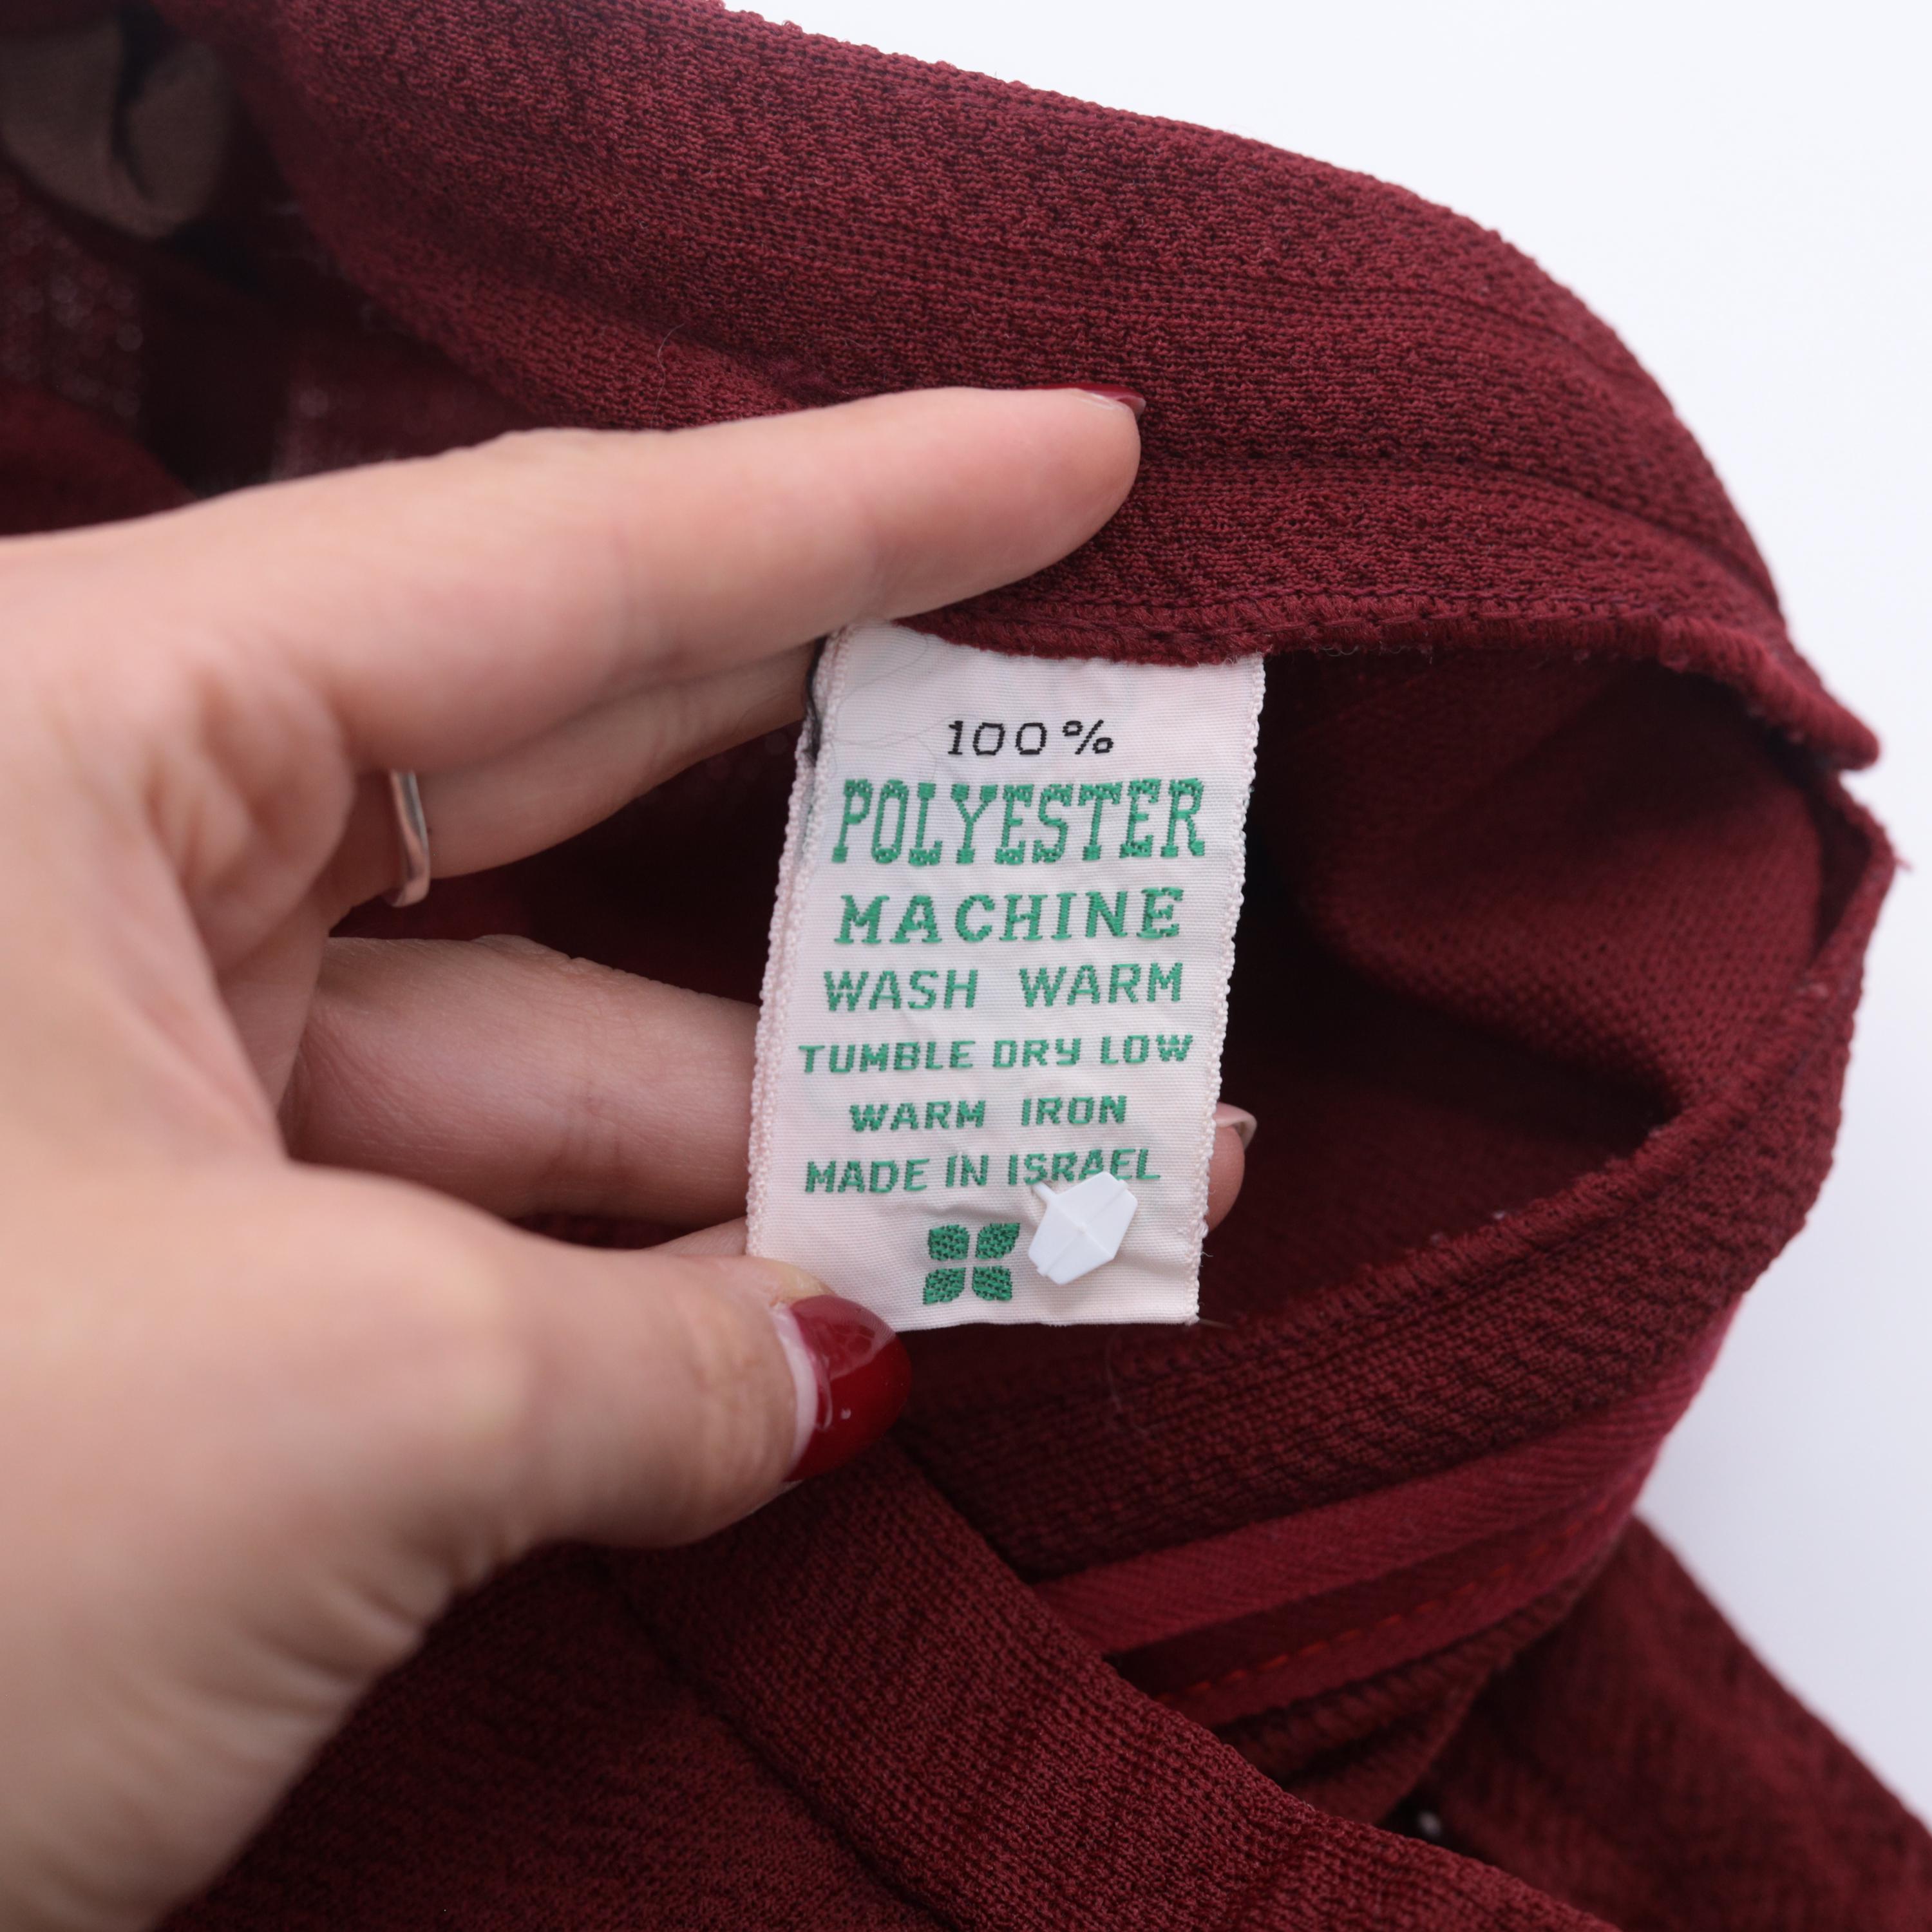 100%
POLYESTER
MACHINE
WASH WARM
TUMBLE DRY LOW
WARM IRON
MADE IN ISRAEL